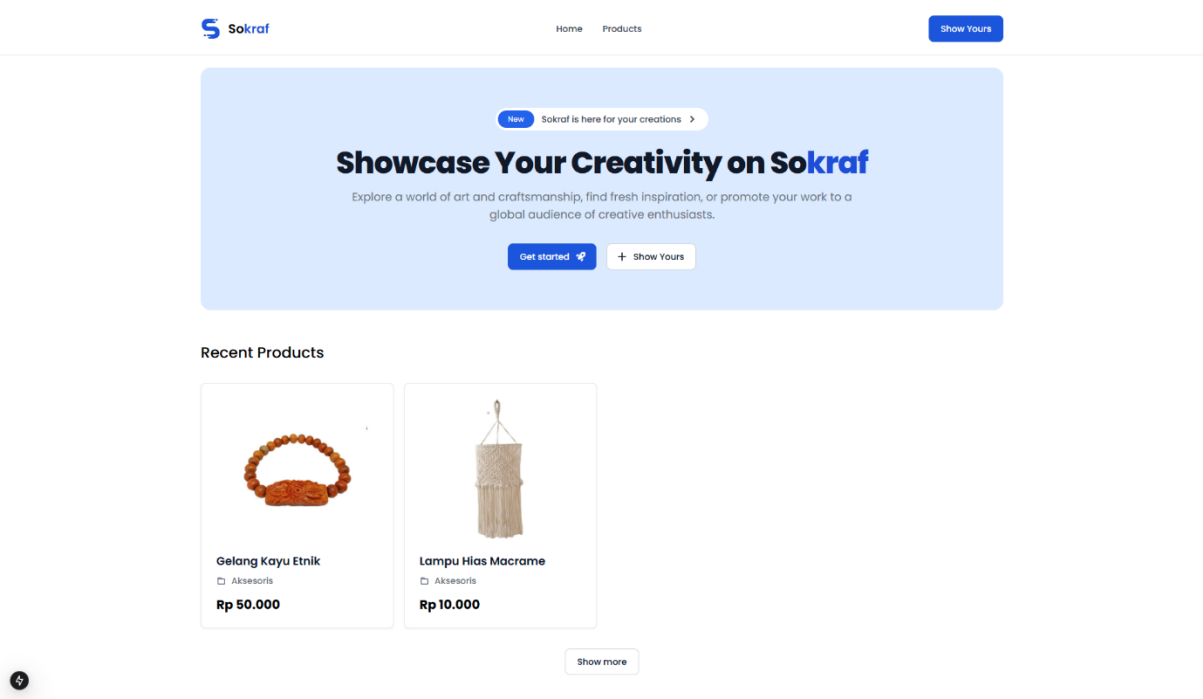 Sokraf
Home
Products
Show Yours
New
Sokraf is here for your creations
Showcase Your Creativity on Sokraf
Explore a world of art and craftsmanship, find fresh inspiration, or promote your work to a
global audience of creative enthusiasts.
Get started
Show Yours
Recent Products
Gelang Kayu Etnik
Aksesoris
Rp 50.000
Lampu Hias Macrame
Aksesoris
Rp 10.000
Show more